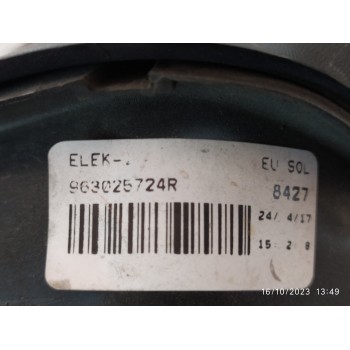 ELEK-. EU SOL
963025724R 8427
24/. 4/17
15 2 8
16/10/2023 13:49